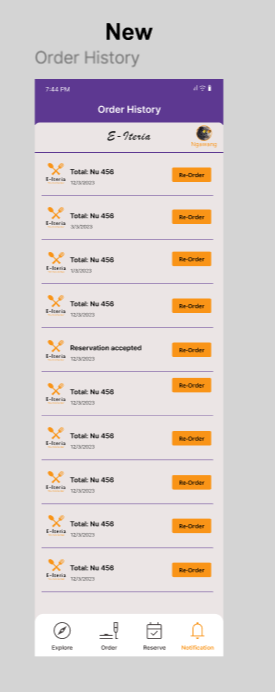 New
Order History
7:44 PM
Order History
E-Iteria
Ngawang
E-Iteria
Total: Nu 456
12/3/2023
Re-Order
E-Iteria
Total: Nu 456
3/3/2023
Re-Order
E-Iteria
Total: Nu 456
1/3/2023
Re-Order
E-Iteria
Total: Nu 456
12/3/2023
Re-Order
E-Iteria
Reservation accepted
12/3/2023
Re-Order
E-Iteria
Total: Nu 456
12/3/2023
Re-Order
E-Iteria
Total: Nu 456
12/3/2023
Re-Order
E-Iteria
Total: Nu 456
12/3/2023
Re-Order
E-Iteria
Total: Nu 456
12/3/2023
Re-Order
E-Iteria
Total: Nu 456
12/3/2023
Re-Order
Explore
Order
Reserve
Notification